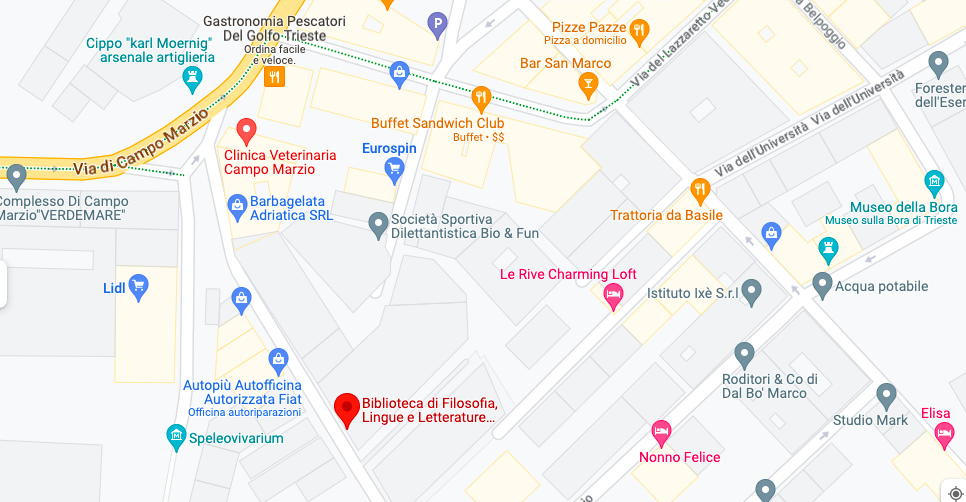 Gastronomia Pescatori
Del Golfo Trieste
Ordina facile
e veloce.
P
Pizze Pazze
Pizza a domicilio
Cippo "karl Moernig"
arsenale artiglieria
Bar San Marco
Via del Lazzaretto Vec
a Belpoggio
Forester
dell'Eser
Via di Campo Marzio
Buffet Sandwich Club
Buffet • $$
Via dell'Università
Via dell'Università
Eurospin
Clinica Veterinaria
Campo Marzio
Complesso Di Campo
Marzio"VERDEMARE"
Barbagelata
Adriatica SRL
Società Sportiva
Dilettantistica Bio & Fun
Trattoria da Basile
Museo della Bora
Museo sulla Bora di Trieste
Le Rive Charming Loft
Lidl
Istituto Ixè S.r.l
Acqua potabile
Autopiù Autofficina
Autorizzata Fiat
Officina autoriparazioni
Roditori & Co di
Dal Bo' Marco
Biblioteca di Filosofia,
Lingue e Letterature...
Studio Mark
Elisa
Speleovivarium
Nonno Felice
io